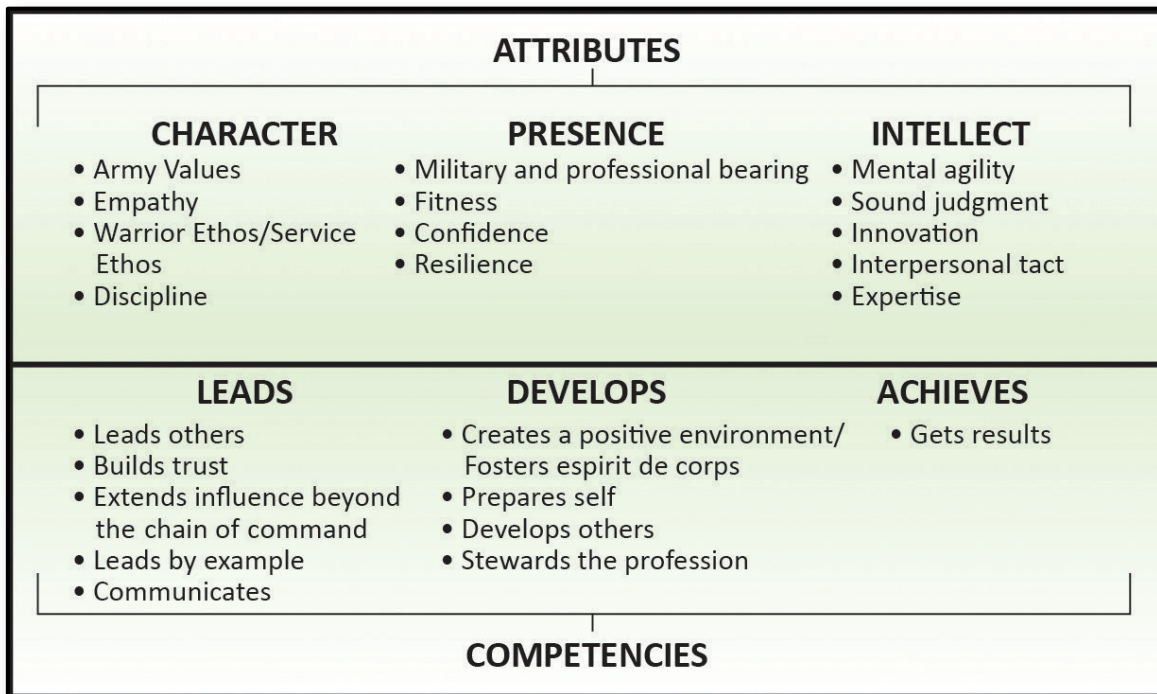 ATTRIBUTES
CHARACTER
• Army Values
• Empathy
• Warrior Ethos/Service
Ethos
• Discipline
PRESENCE
• Military and professional bearing
• Fitness
• Confidence
• Resilience
INTELLECT
• Mental agility
• Sound judgment
• Innovation
• Interpersonal tact
• Expertise
LEADS
• Leads others
• Builds trust
• Extends influence beyond
the chain of command
• Leads by example
• Communicates
DEVELOPS
• Creates a positive environment/
Fosters espirit de corps
• Prepares self
• Develops others
• Stewards the profession
ACHIEVES
• Gets results
COMPETENCIES